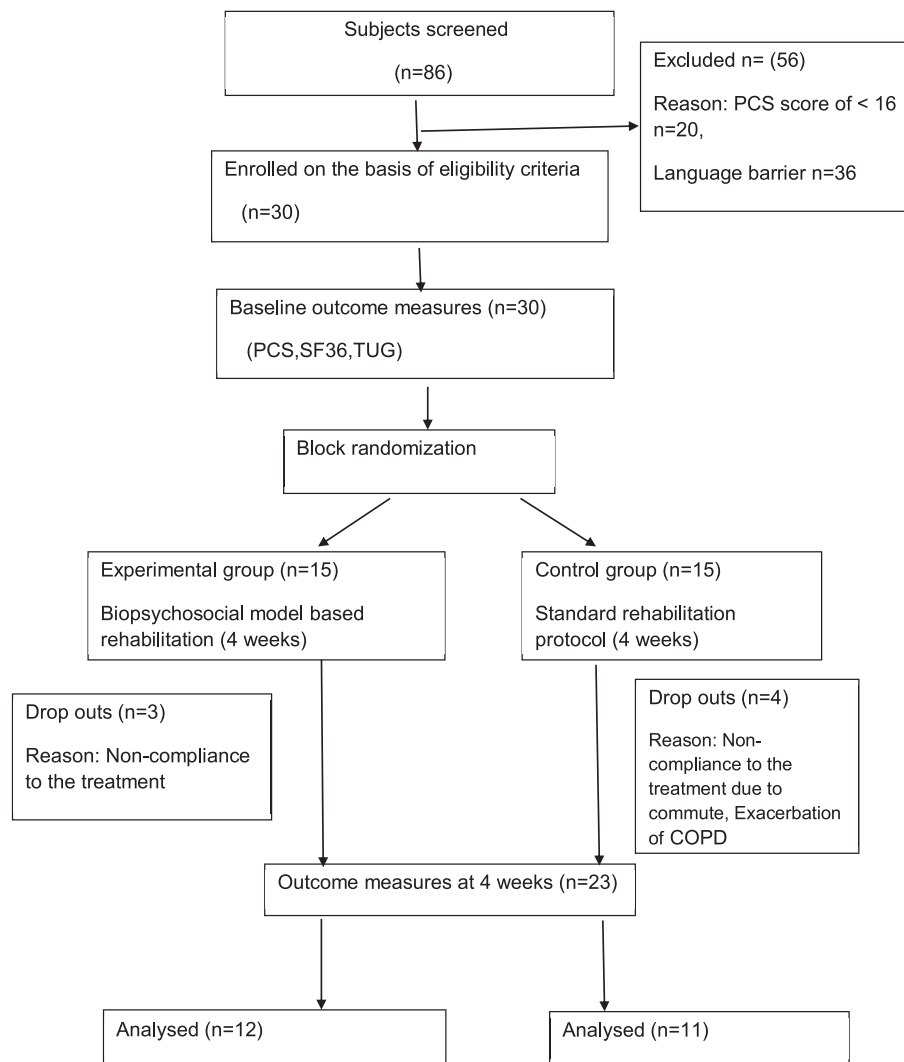 Subjects screened
(n=86)
Excluded n= (56)
Reason: PCS score of < 16
n=20,
Language barrier n=36
Enrolled on the basis of eligibility criteria
(n=30)
Baseline outcome measures (n=30)
(PCS,SF36,TUG)
Block randomization
Experimental group (n=15)
Biopsychosocial model based
rehabilitation (4 weeks)
Control group (n=15)
Standard rehabilitation
protocol (4 weeks)
Drop outs (n=3)
Reason: Non-compliance
to the treatment
Drop outs (n=4)
Reason: Non-
compliance to the
treatment due to
commute, Exacerbation
of COPD
Outcome measures at 4 weeks (n=23)
Analysed (n=12)
Analysed (n=11)